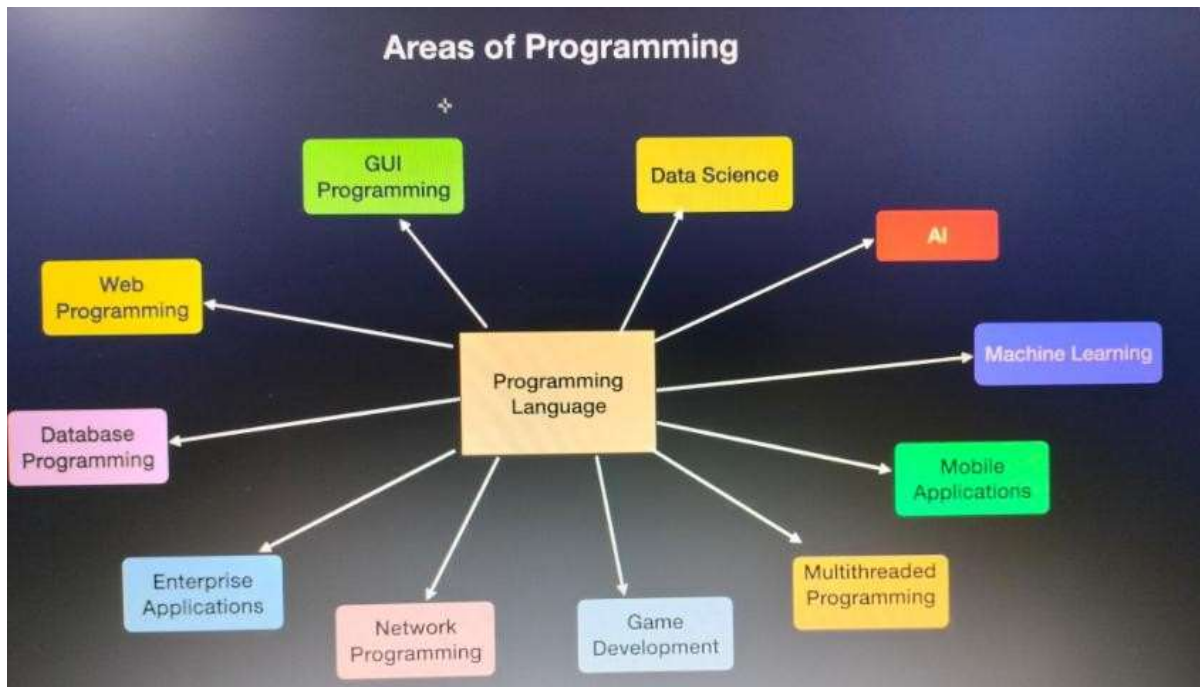 Areas of Programming
GUI
Programming
Data Science
AI
Web
Programming
Machine Learning
Programming
Language
Database
Programming
Mobile
Applications
Enterprise
Applications
Multithreaded
Programming
Network
Programming
Game
Development